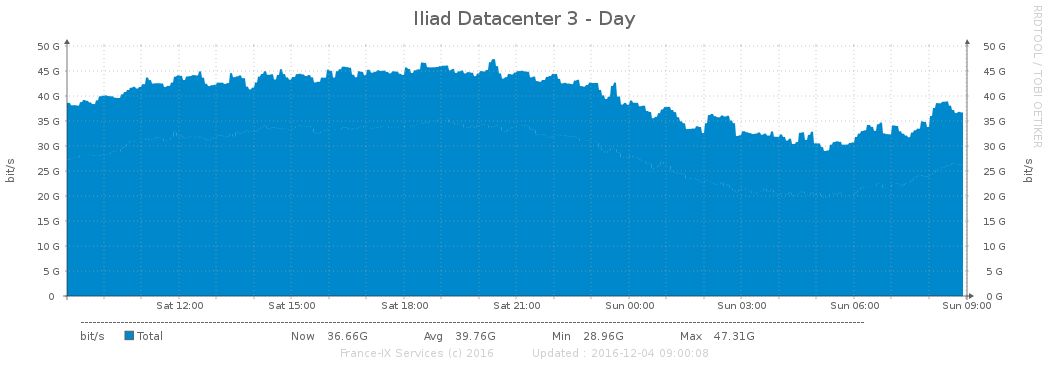 Iliad Datacenter 3 - Day
RRDTOOL / TOBI OETIKER
50 G 50 G
45 G 45 G
40 G 40 G
35 G 35 G
30 G 30 G
25 G 25 G
20 G 20 G
15 G 15 G
10 G 10 G
5 G 5 G
0 0 G
bit/s bit/s
Sat 12:00 Sat 15:00 Sat 18:00 Sat 21:00 Sun 00:00 Sun 03:00 Sun 06:00 Sun 09:00
bit/s Total Now 36.66G Avg 39.76G Min 28.96G Max 47.31G
France-IX Services (c) 2016 Updated : 2016-12-04 09:00:08